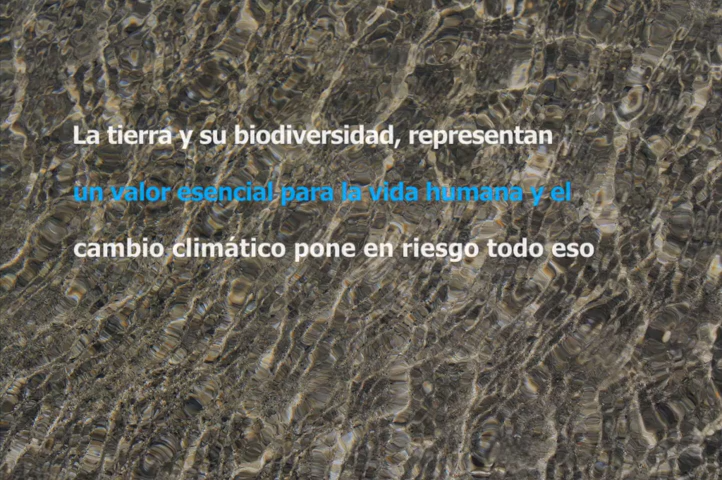 La tierra y su biodiversidad, representan
un valor esencial para la vida humana y el
cambio climático pone en riesgo todo eso